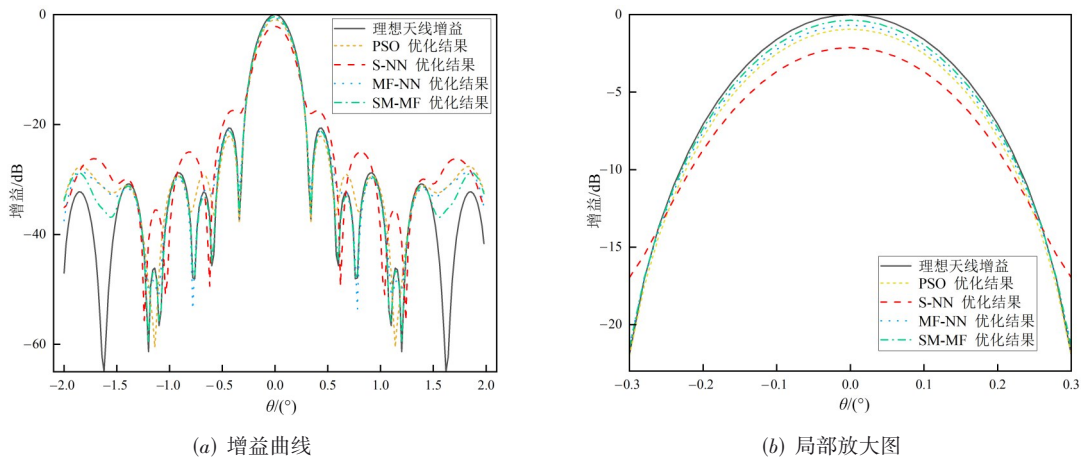 0
−20
−40
−60
增益/dB
−2.0 −1.5 −1.0 −0.5 0.0 0.5 1.0 1.5 2.0
θ/(°)
理想天线增益
PSO 优化结果
S-NN 优化结果
MF-NN 优化结果
SM-MF 优化结果
(a) 增益曲线
0
−5
−10
−15
−20
增益/dB
−0.3 −0.2 −0.1 0.0 0.1 0.2 0.3
θ/(°)
理想天线增益
PSO 优化结果
S-NN 优化结果
MF-NN 优化结果
SM-MF 优化结果
(b) 局部放大图